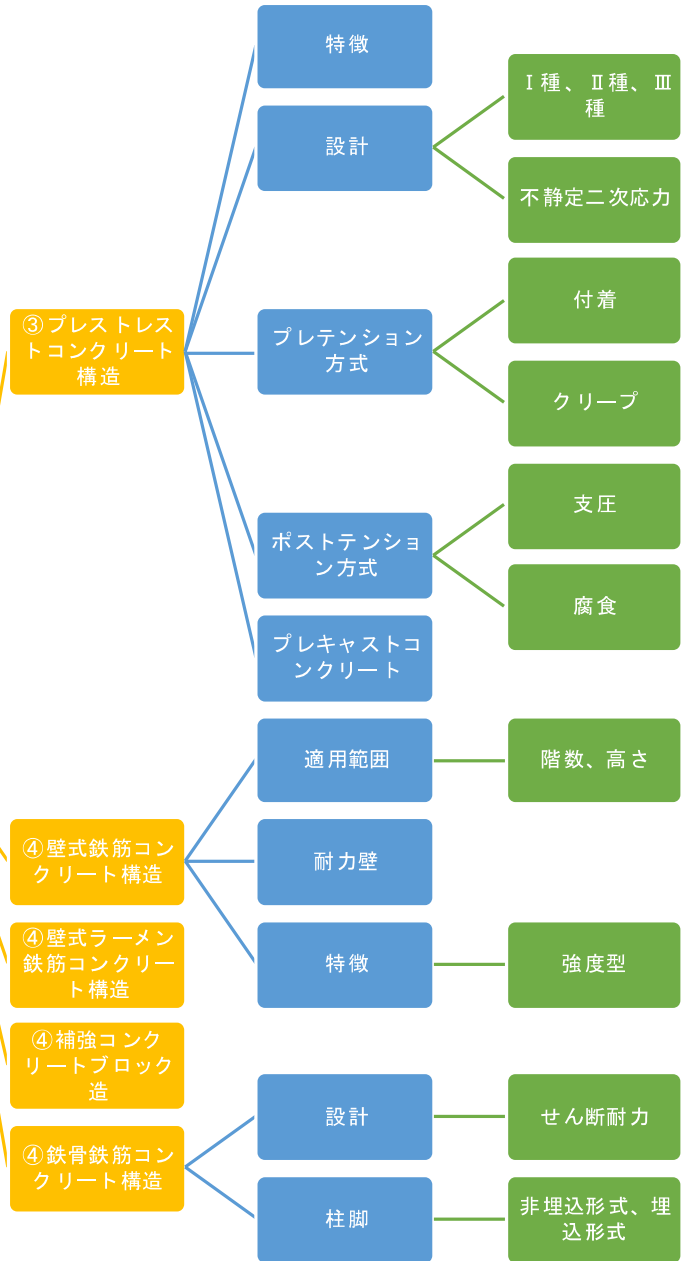 特徴
設計
Ⅰ種、Ⅱ種、Ⅲ
種
不静定二次応力
③プレストレス
トコンクリート
構造
プレテンション
方式
付着
クリープ
ポストテンショ
ン方式
支圧
腐食
プレキャストコ
ンクリート
④壁式鉄筋コン
クリート構造
適用範囲
階数、高さ
耐力壁
特徴
強度型
④壁式ラーメン
鉄筋コンクリー
ト構造
④補強コンク
リートブロック
造
④鉄骨鉄筋コン
クリート構造
設計
せん断耐力
柱脚
非埋込形式、埋
込形式